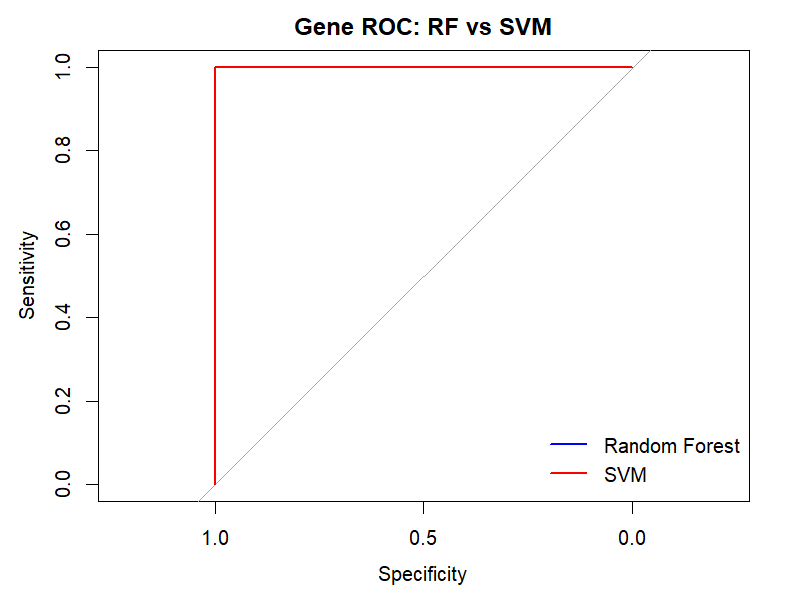 Gene ROC: RF vs SVM
Sensitivity
1.0
0.8
0.6
0.4
0.2
0.0
Random Forest
SVM
1.0 0.5 0.0
Specificity